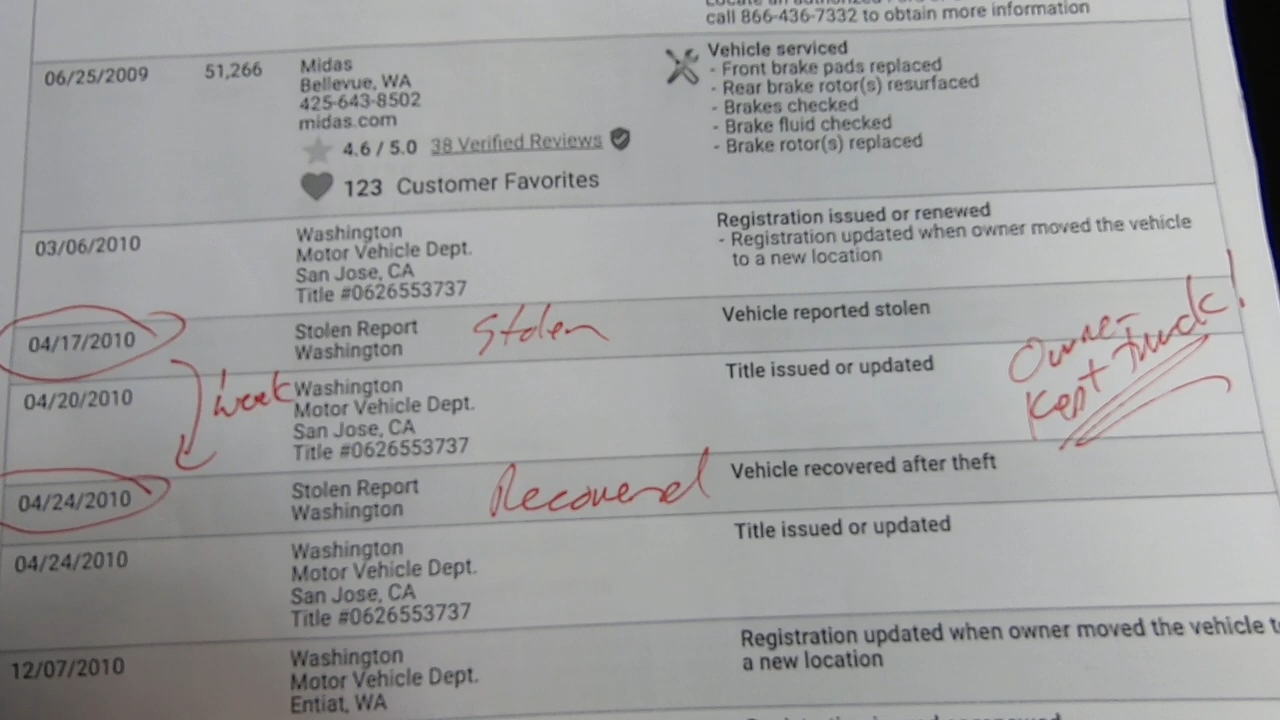 call 866-436-7332 to obtain more information
06/25/2009
51,266
Midas
Bellevue, WA
425-643-8502
midas.com
4.6 / 5.0 38 Verified Reviews
123 Customer Favorites
Vehicle serviced
- Front brake pads replaced
- Rear brake rotor(s) resurfaced
- Brakes checked
- Brake fluid checked
- Brake rotor(s) replaced
03/06/2010
Washington
Motor Vehicle Dept.
San Jose, CA
Title #0626553737
Registration issued or renewed
- Registration updated when owner moved the vehicle
to a new location
04/17/2010
Stolen Report
Washington
Stolen
Vehicle reported stolen
week
04/20/2010
Washington
Motor Vehicle Dept.
San Jose, CA
Title #0626553737
Title issued or updated
Owner
Kept truck!
04/24/2010
Stolen Report
Washington
Recovered
Vehicle recovered after theft
04/24/2010
Washington
Motor Vehicle Dept.
San Jose, CA
Title #0626553737
Title issued or updated
12/07/2010
Washington
Motor Vehicle Dept.
Entiat, WA
Registration updated when owner moved the vehicle
a new location